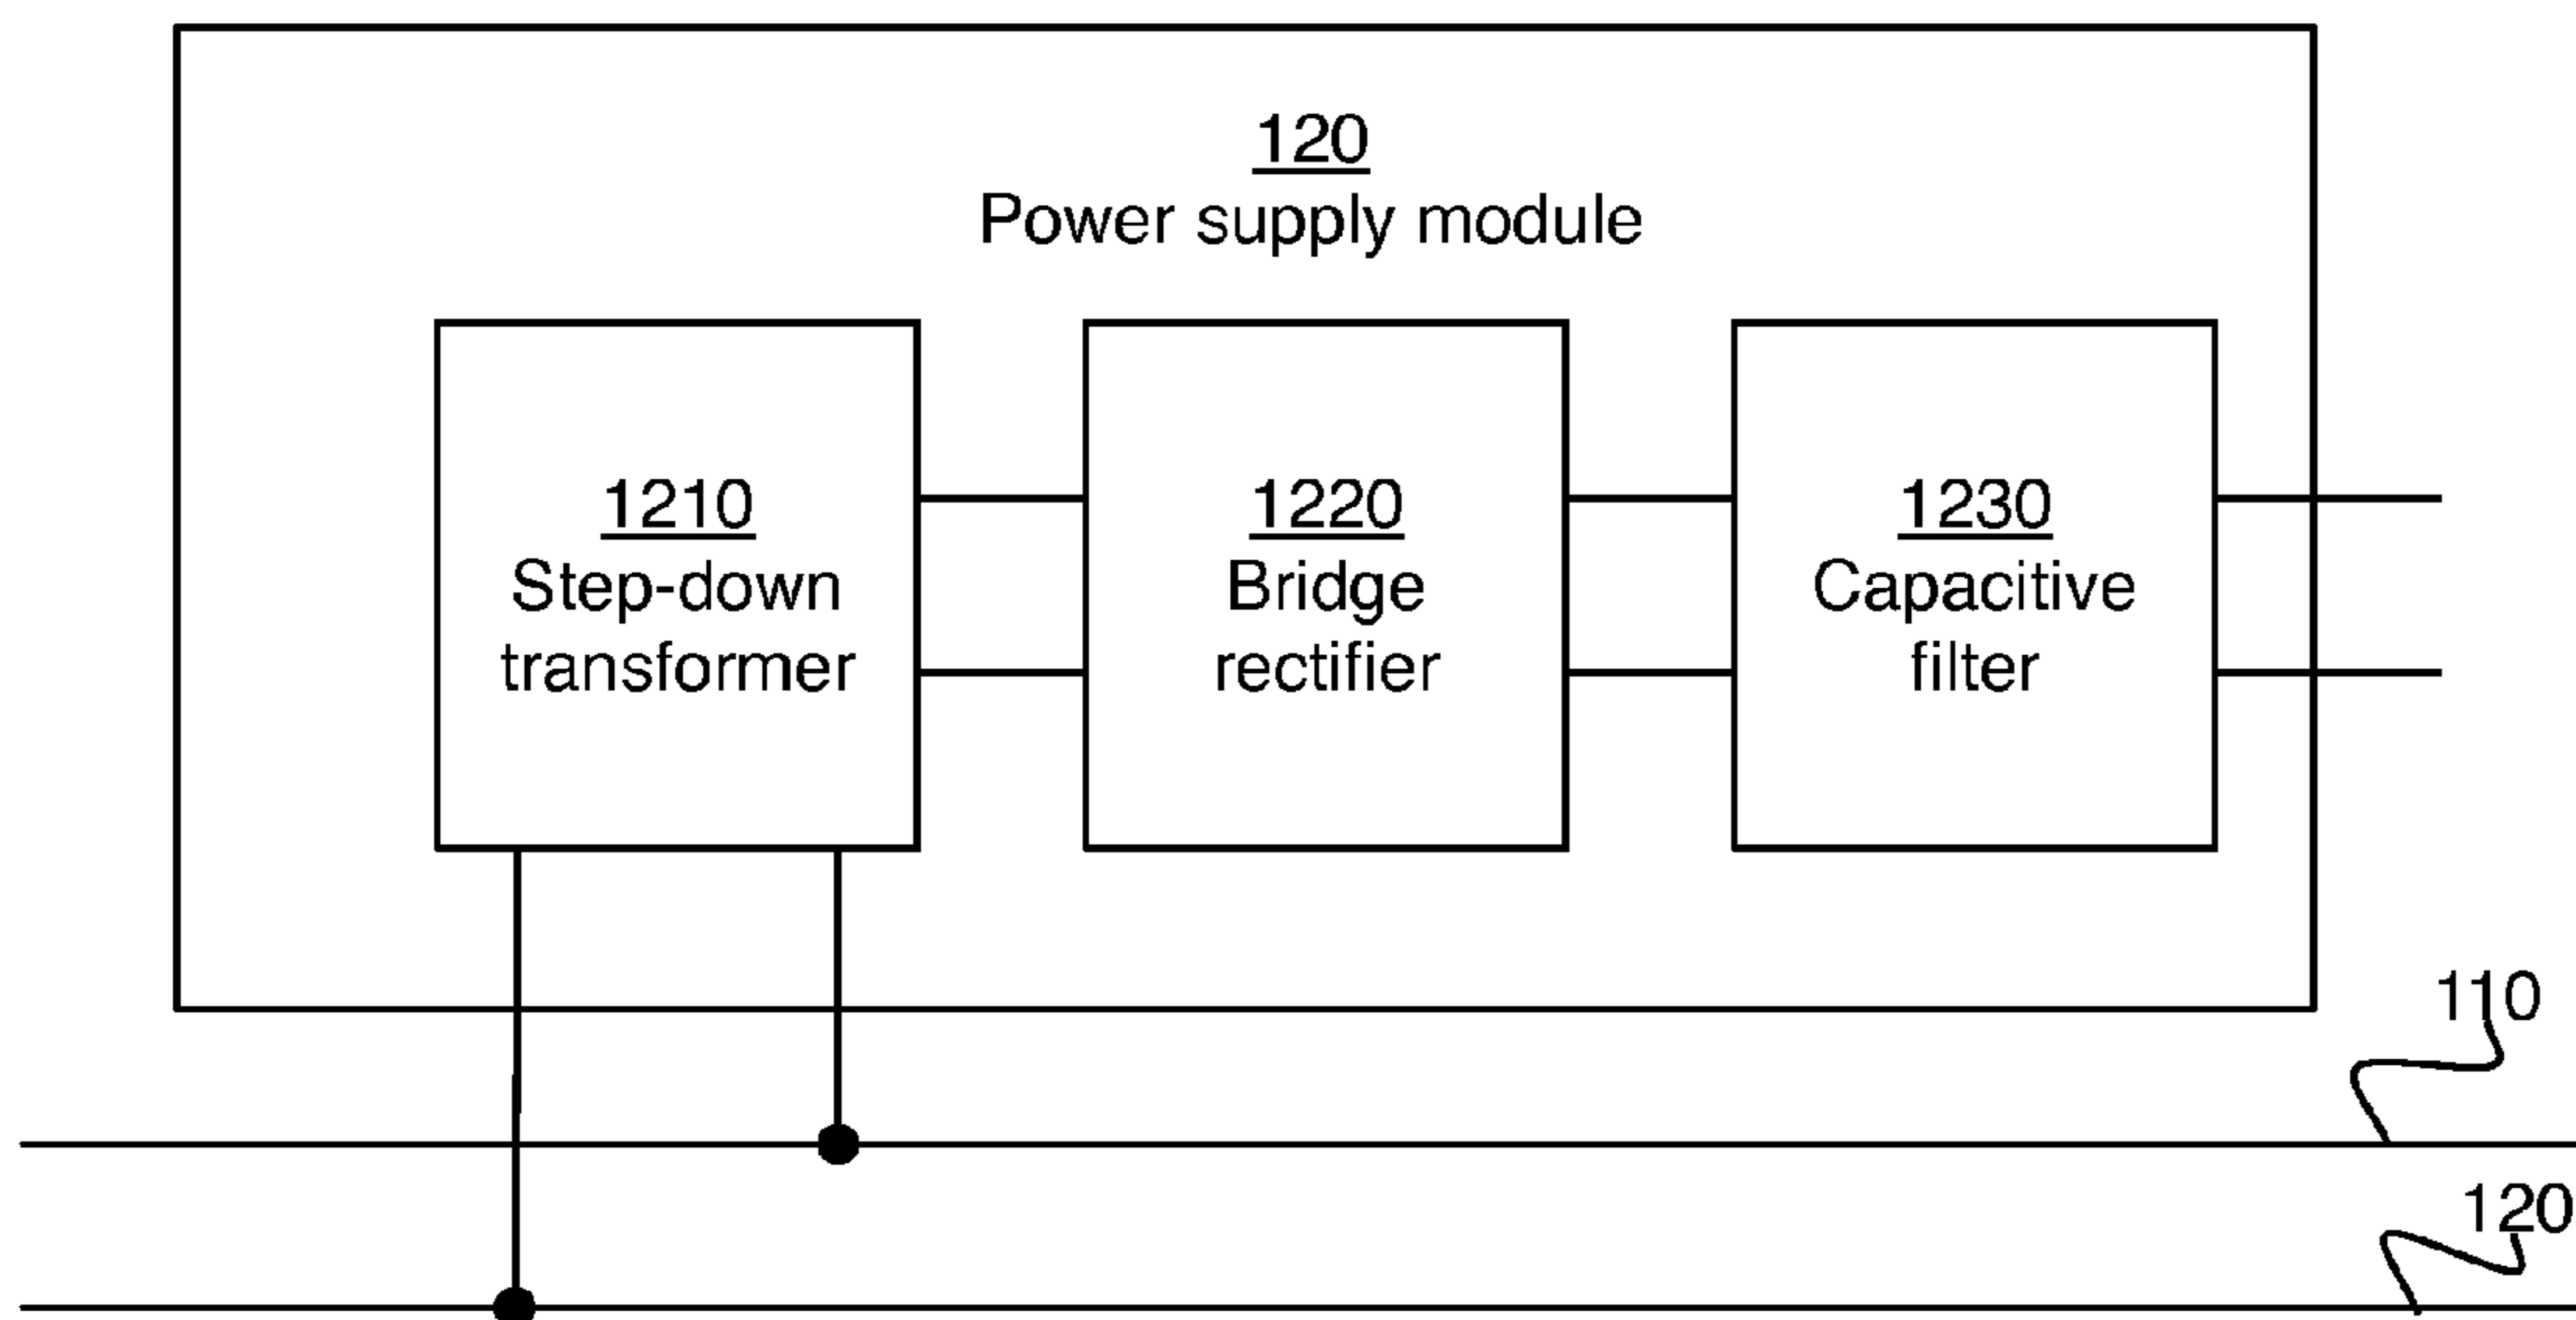 120
Power supply module
1210
Step-down
transformer
1220
Bridge
rectifier
1230
Capacitive
filter
110
120